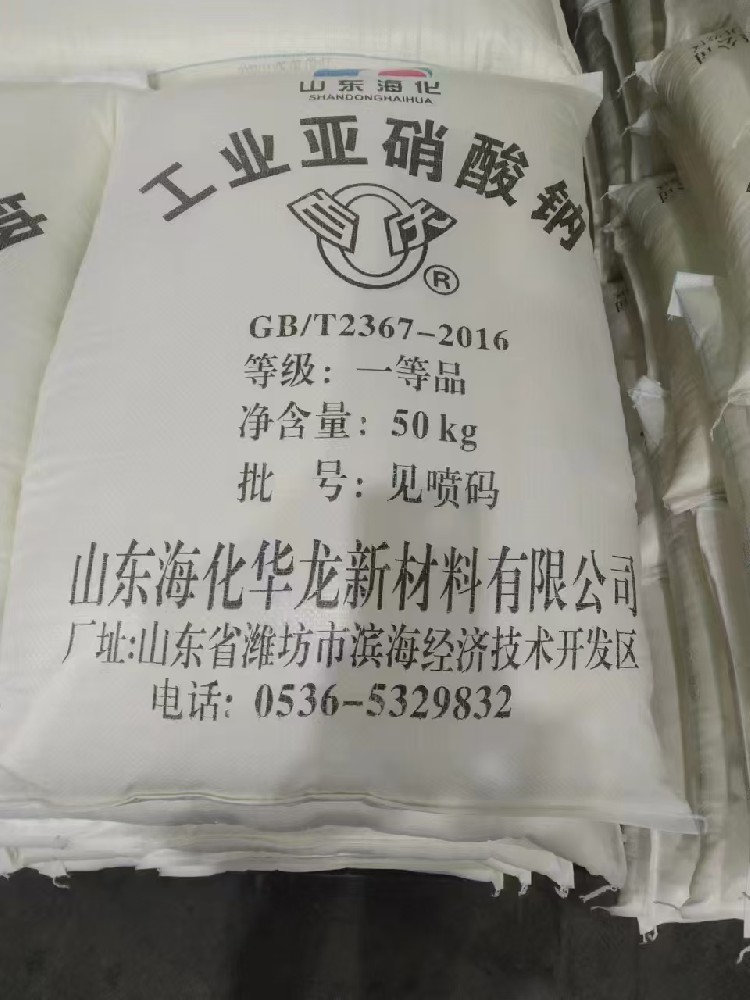 山东海化
SHANDONGHAIHUA
工业亚硝酸钠
®
GB/T2367-2016
等级：一等品
净含量：50kg
批 号：见喷码
山东海化华龙新材料有限公司
厂址:山东省潍坊市滨海经济技术开发区
电话：0536-5329832
钠